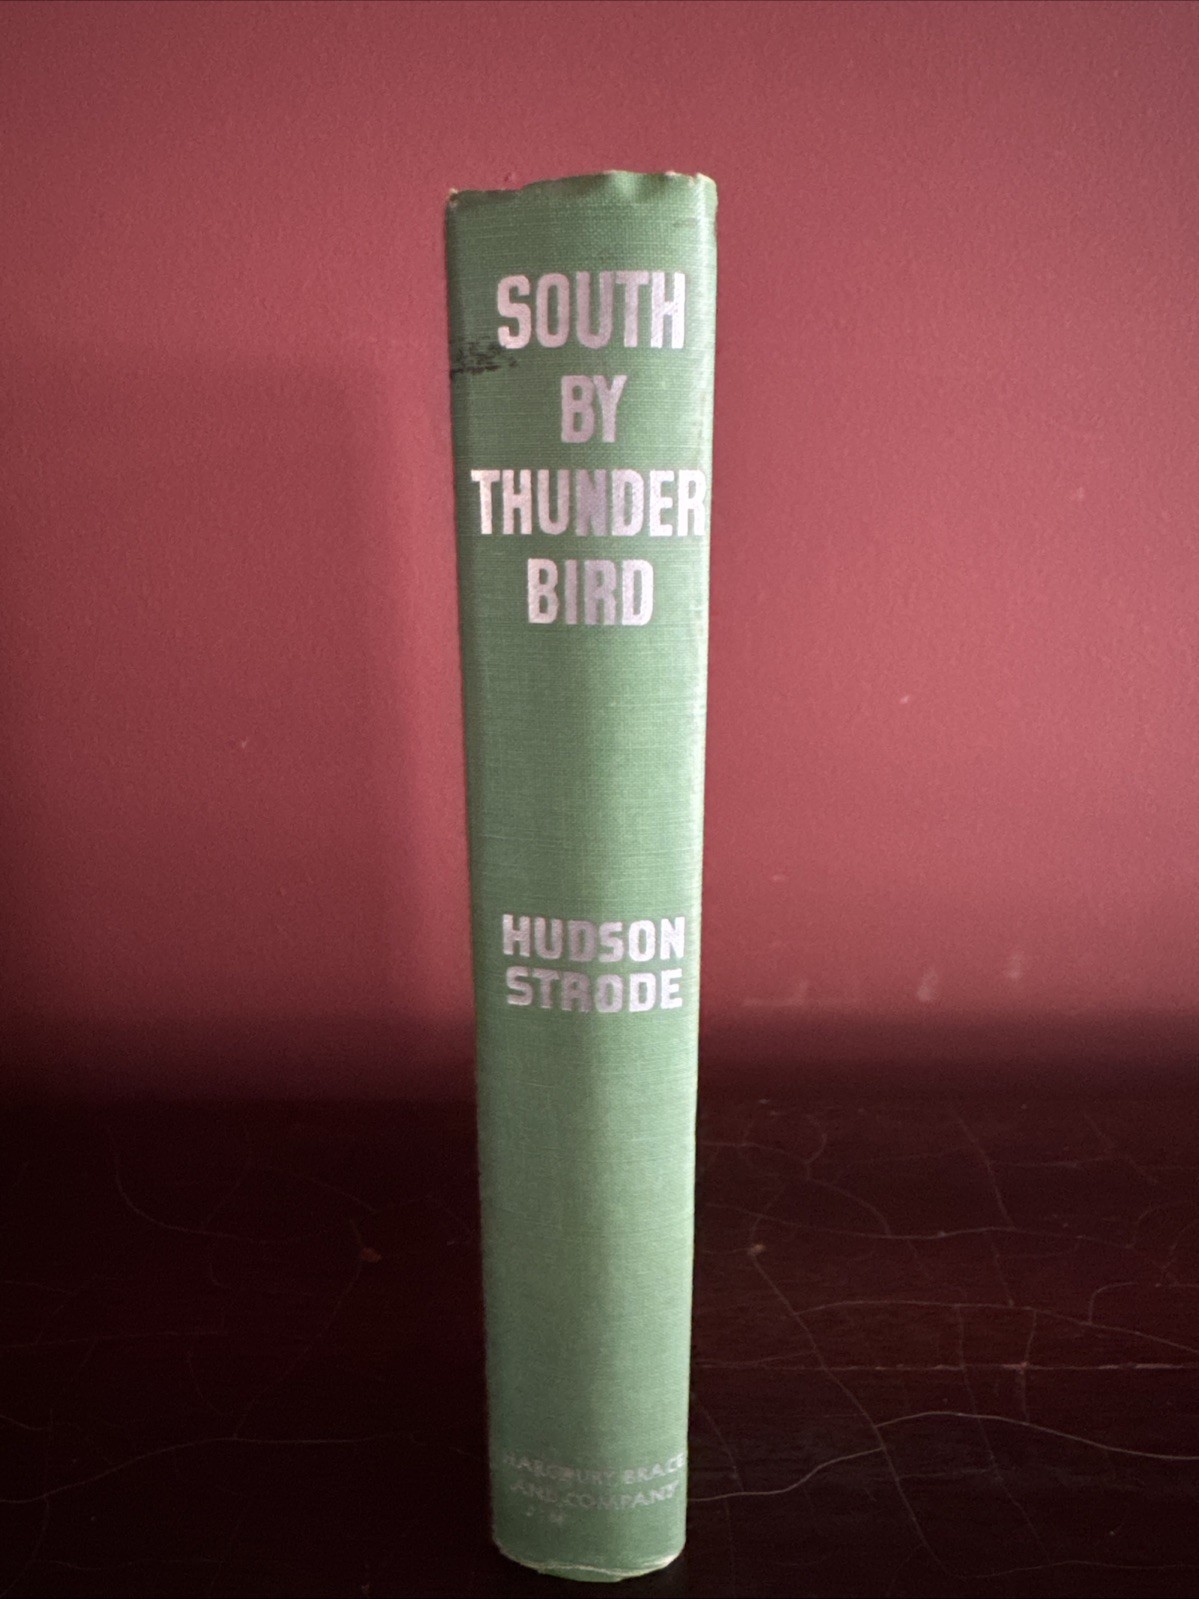 SOUTH
BY
THUNDER
BIRD
HUDSON
STRODE
HARCOURT BRACE
AND COMPANY